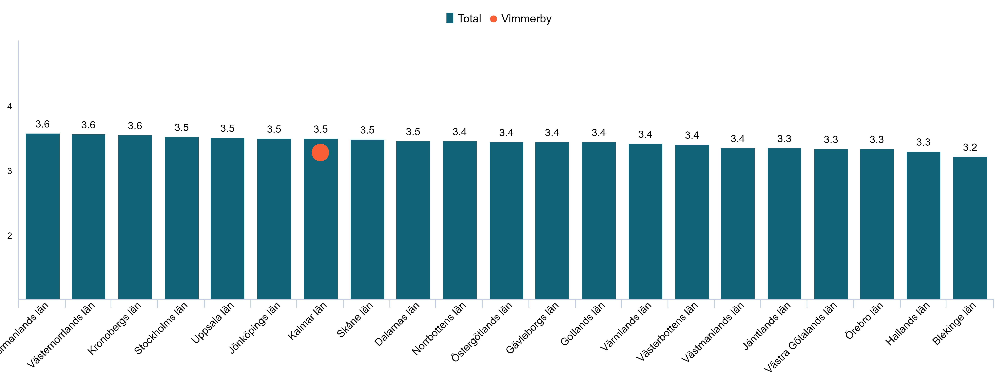 Total Vimmerby
4
3
2
3.6 3.6 3.6 3.5 3.5 3.5 3.5 3.5 3.5 3.4 3.4 3.4 3.4 3.4 3.4 3.4 3.3 3.3 3.3 3.3 3.2
ermanlands län
Västernorrlands län
Kronobergs län
Stockholms län
Uppsala län
Jönköpings län
Kalmar län
Skåne län
Dalarnas län
Norrbottens län
Östergötlands län
Gävleborgs län
Gotlands län
Värmlands län
Västerbottens län
Västmanlands län
Jämtlands län
Västra Götalands län
Örebro län
Hallands län
Blekinge län